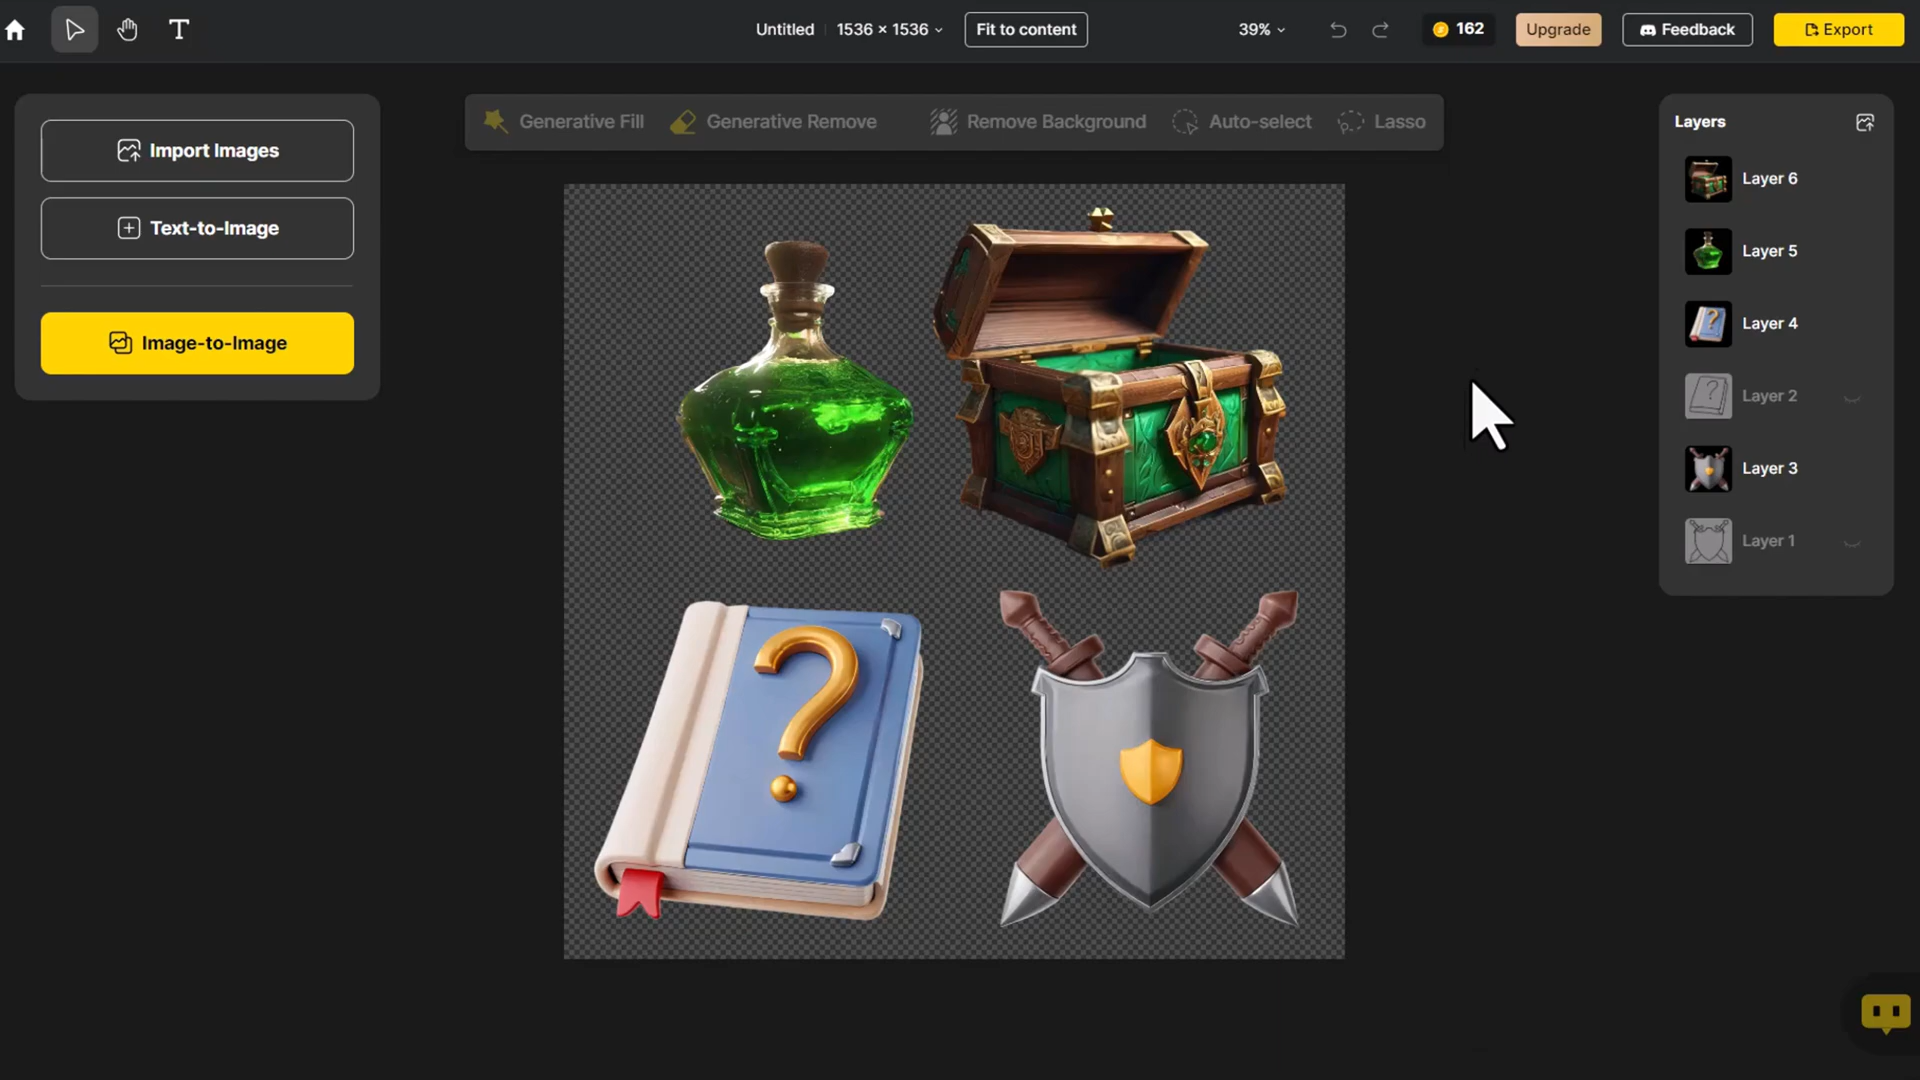 Untitled
1536 × 1536
Fit to content
39%
162
Upgrade
Feedback
Export
Import Images
Text-to-Image
Image-to-Image
Generative Fill
Generative Remove
Remove Background
Auto-select
Lasso
Layers
Layer 6
Layer 5
Layer 4
Layer 2
Layer 3
Layer 1
?